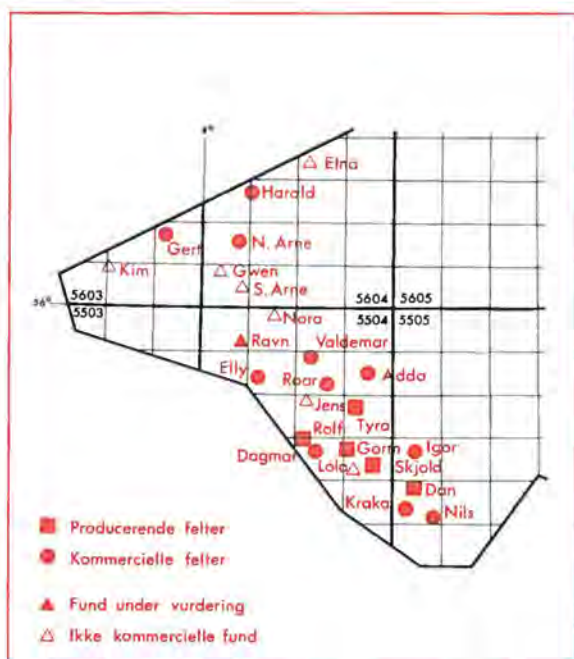 4°
Elna
Harald
Gert
N. Arne
Kim
Gwen
S. Arne
56°
5603
5503
5604
5605
5504
5505
Nora
Ravn
Valdemar
Elly
Roar
Adda
Jens
Tyra
Rolf
Gorm
Igor
Dagmar
Lola
Skjold
Dan
Kraka
Nils
Producerende felter
Kommercielle felter
Fund under vurdering
Ikke kommercielle fund